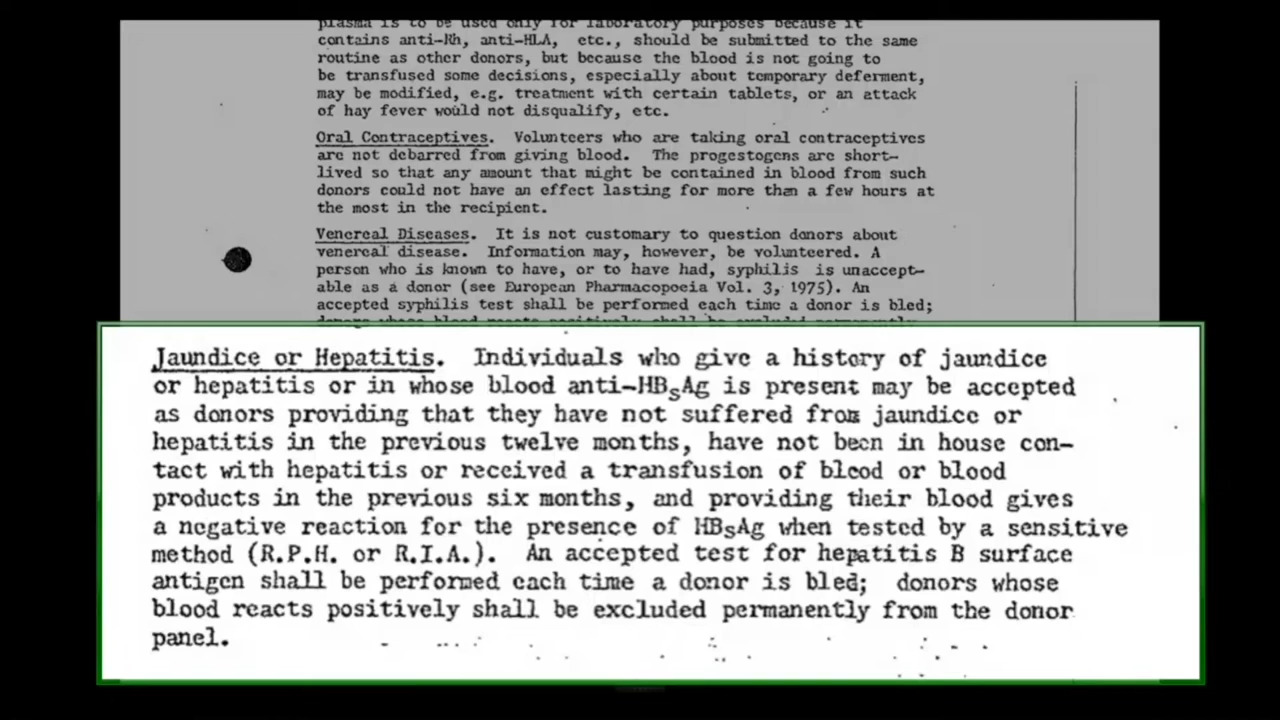 plasma is to be used only for laboratory purposes because it
contains anti-Rh, anti-HLA, etc., should be submitted to the same
routine as other donors, but because the blood is not going to
be transfused some decisions, especially about temporary deferment,
may be modified, e.g. treatment with certain tablets, or an attack
of hay fever would not disqualify, etc.
Oral Contraceptives. Volunteers who are taking oral contraceptives
are not debarred from giving blood. The progestogens are short-
lived so that any amount that might be contained in blood from such
donors could not have an effect lasting for more than a few hours at
the most in the recipient.
Venereal Diseases. It is not customary to question donors about
venereal disease. Information may, however, be volunteered. A
person who is known to have, or to have had, syphilis is unaccept-
able as a donor (see European Pharmacopoeia Vol. 3, 1975). An
accepted syphilis test shall be performed each time a donor is bled;
donors whose blood reacts positively shall be excluded permanently
Jaundice or Hepatitis. Individuals who give a history of jaundice
or hepatitis or in whose blood anti-HBsAg is present may be accepted
as donors providing that they have not suffered from jaundice or
hepatitis in the previous twelve months, have not been in house con-
tact with hepatitis or received a transfusion of blood or blood
products in the previous six months, and providing their blood gives
a negative reaction for the presence of HBsAg when tested by a sensitive
method (R.P.H. or R.I.A.). An accepted test for hepatitis B surface
antigen shall be performed each time a donor is bled; donors whose
blood reacts positively shall be excluded permanently from the donor
panel.